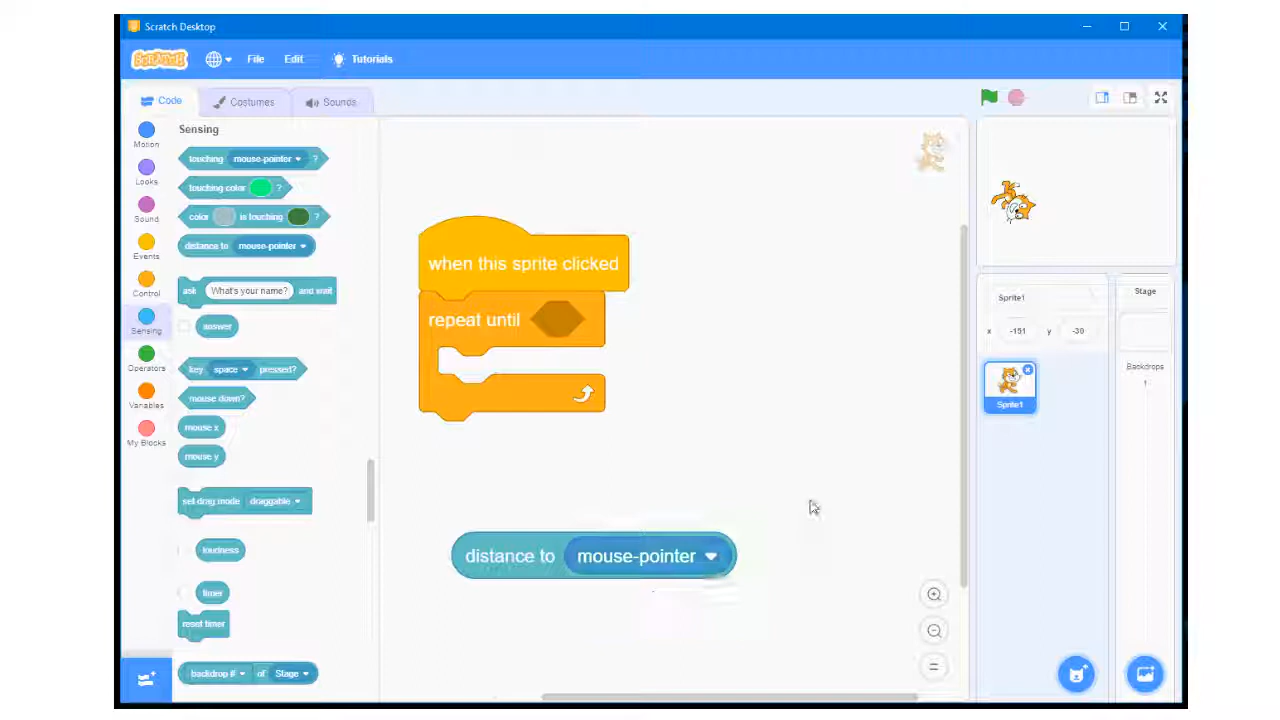 Scratch Desktop
SCRATCH
File
Edit
Tutorials
Code
Costumes
Sounds
Motion
Looks
Sound
Events
Control
Sensing
Operators
Variables
My Blocks
Sensing
touching mouse-pointer ?
touching color ?
color is touching ?
distance to mouse-pointer
ask What's your name? and wait
answer
key space pressed?
mouse down?
mouse x
mouse y
set drag mode draggable
loudness
timer
reset timer
backdrop # of Stage
when this sprite clicked
repeat until
distance to mouse-pointer
Sprite1
x -191 y -30
Sprite1
Stage
Backdrops
1